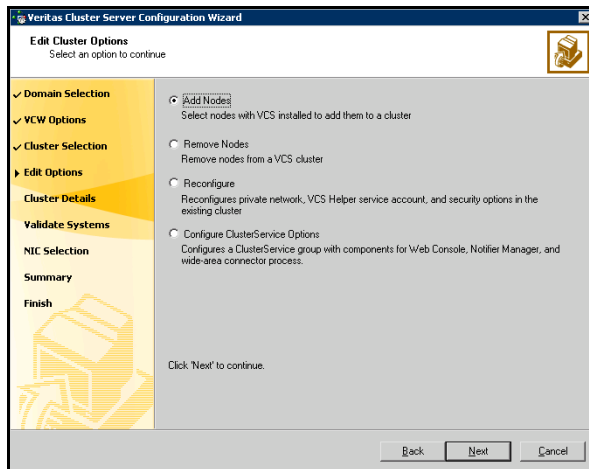 Veritas Cluster Server Configuration Wizard
Edit Cluster Options
Select an option to continue
Domain Selection
VCW Options
Cluster Selection
Edit Options
Cluster Details
Validate Systems
NIC Selection
Summary
Finish
Add Nodes
Select nodes with VCS installed to add them to a cluster
Remove Nodes
Remove nodes from a VCS cluster
Reconfigure
Reconfigures private network, VCS Helper service account, and security options in the
existing cluster
Configure ClusterService Options
Configures a ClusterService group with components for Web Console, Notifier Manager, and
wide-area connector process.
Click 'Next' to continue.
Back Next Cancel